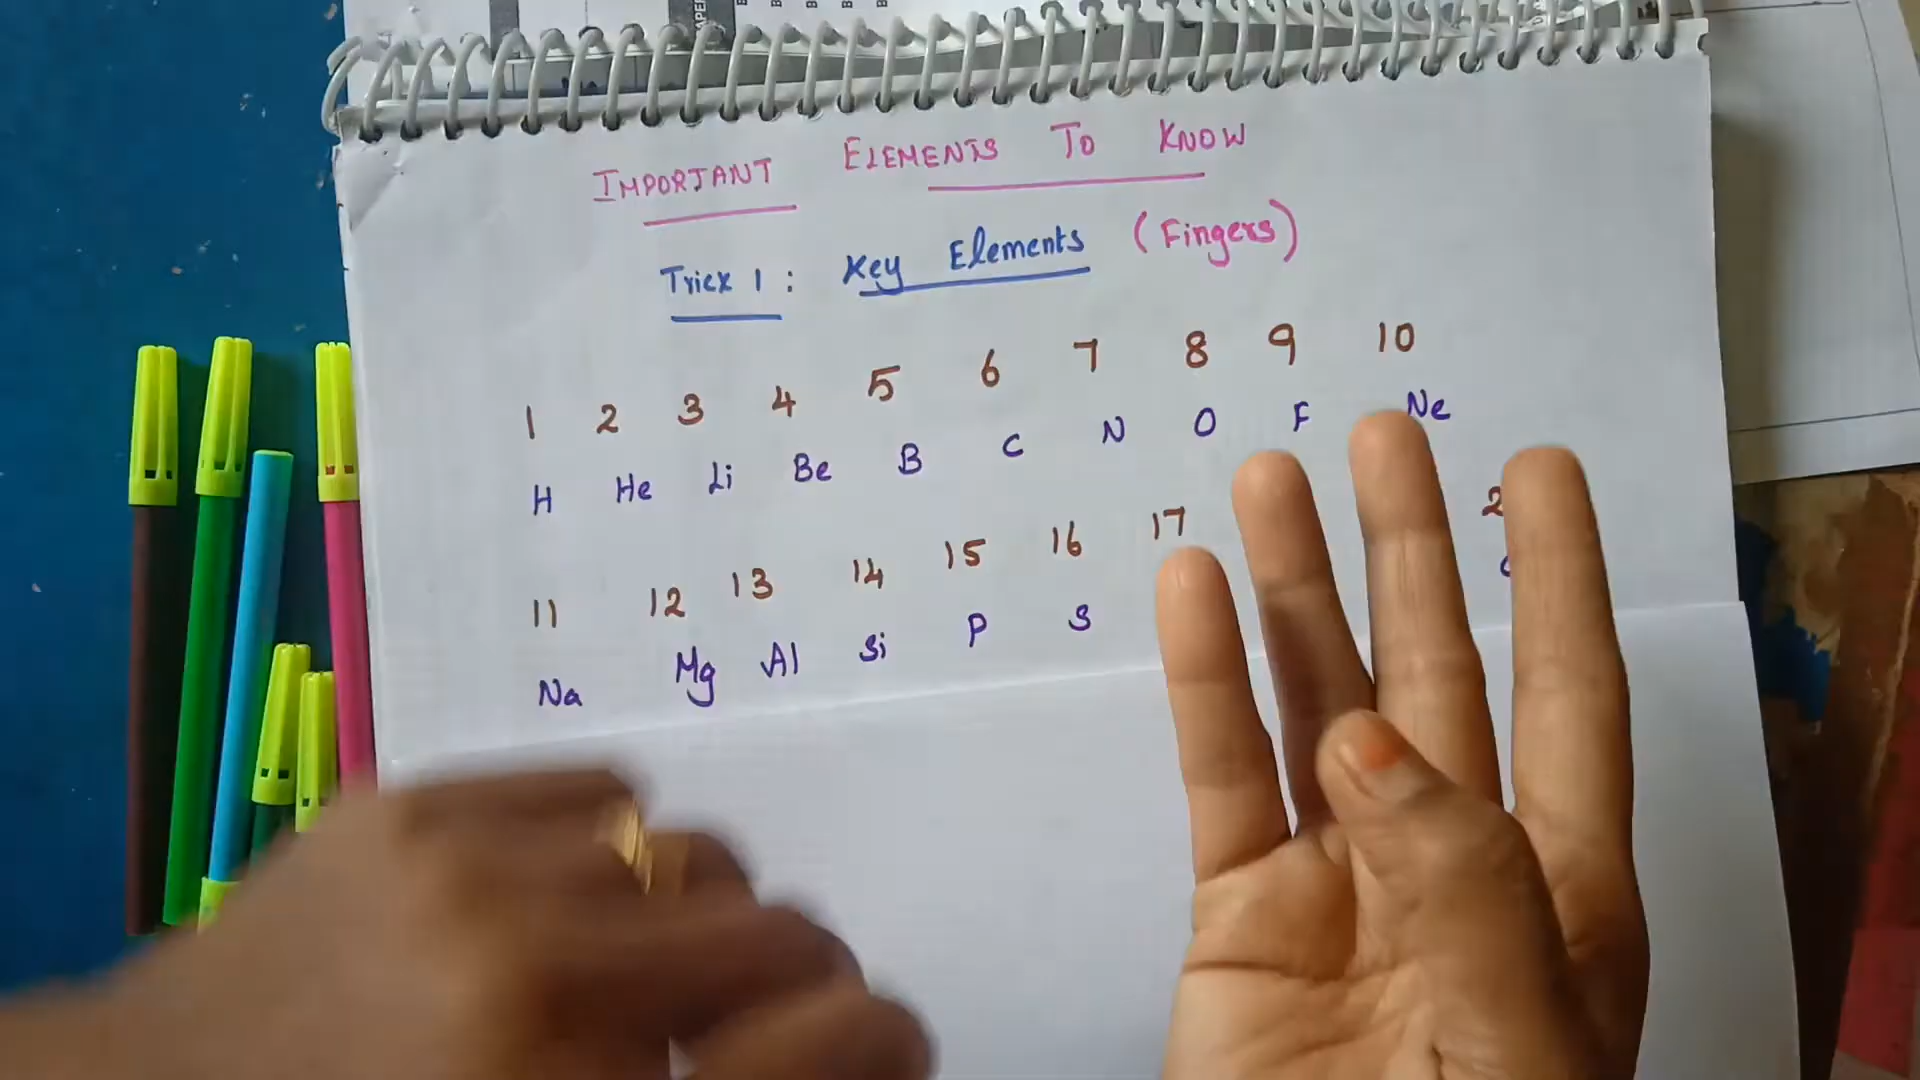 IMPORTANT ELEMENTS TO KNOW
Trick 1: Key Elements (Fingers)
1 2 3 4 5 6 7 8 9 10
H He Li Be B C N O F Ne
11 12 13 14 15 16 17 2
Na Mg Al Si P S